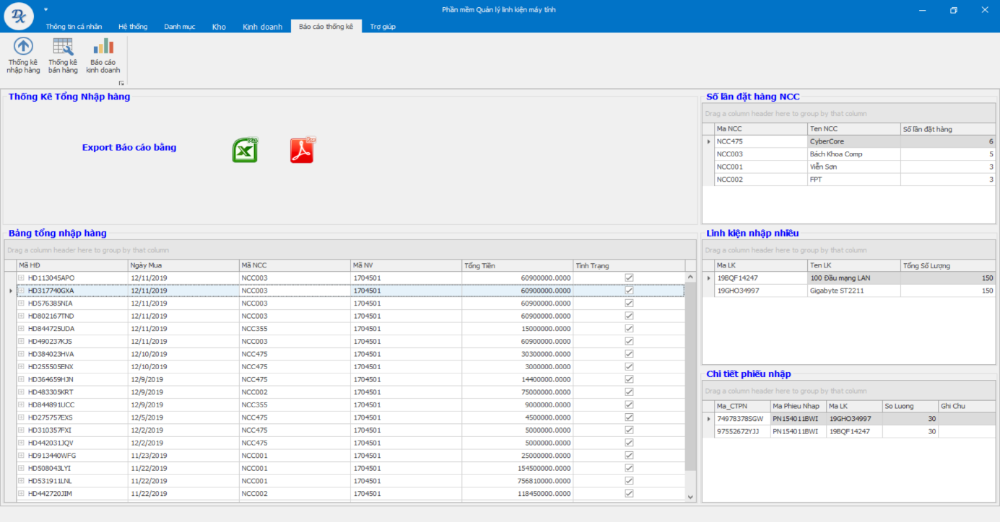 Phần mềm Quản lý linh kiện máy tính
Thông tin cá nhân Hệ thống Danh mục Kho Kinh doanh Báo cáo thống kê Trợ giúp
Thống kê nhập hàng
Thống kê bán hàng
Báo cáo kinh doanh
Thống Kê Tổng Nhập hàng
Export Báo cáo bằng
Số lần đặt hàng NCC
Drag a column header here to group by that column
Ma NCC Ten NCC Số lần đặt hàng
NCC475 CyberCore 6
NCC003 Bách Khoa Comp 5
NCC001 Viễn Sơn 3
NCC002 FPT 3
Bảng tổng nhập hàng
Drag a column header here to group by that column
Mã HĐ Ngày Mua Mã NCC Mã NV Tổng Tiền Tình Trạng
HD113045APO 12/11/2019 NCC003 1704501 60900000.0000
HD317740GXA 12/11/2019 NCC003 1704501 60900000.0000
HD576385NIA 12/11/2019 NCC003 1704501 60900000.0000
HD802167TND 12/11/2019 NCC003 1704501 60900000.0000
HD844725UDA 12/11/2019 NCC355 1704501 15000000.0000
HD490237KJS 12/11/2019 NCC003 1704501 60900000.0000
HD384023HVA 12/10/2019 NCC475 1704501 30300000.0000
HD255505ENX 12/10/2019 NCC475 1704501 3000000.0000
HD364659HJN 12/9/2019 NCC475 1704501 14400000.0000
HD483305KRT 12/9/2019 NCC002 1704501 75000000.0000
HD844891UCC 12/9/2019 NCC355 1704501 9000000.0000
HD275757EXS 12/5/2019 NCC475 1704501 4500000.0000
HD310357FXI 12/2/2019 NCC475 1704501 5000000.0000
HD442031JQV 12/2/2019 NCC475 1704501 5000000.0000
HD913440WFG 11/23/2019 NCC001 1704501 25000000.0000
HD508043LYI 11/22/2019 NCC001 1704501 154500000.0000
HD531911LNL 11/22/2019 NCC001 1704501 756810000.0000
HD442720JIM 11/22/2019 NCC002 1704501 118450000.0000
Linh kiện nhập nhiều
Drag a column header here to group by that column
Ma LK Ten LK Tổng Số Lượng
19BQF14247 100 Đầu mạng LAN 150
19GHO34997 Gigabyte ST2211 150
Chi tiết phiếu nhập
Drag a column header here to group by that column
Ma_CTPN Ma Phieu Nhap Ma LK So Luong Ghi Chu
74978378SGW PN154011BWI 19GHO34997 30
97552672YJJ PN154011BWI 19BQF14247 30